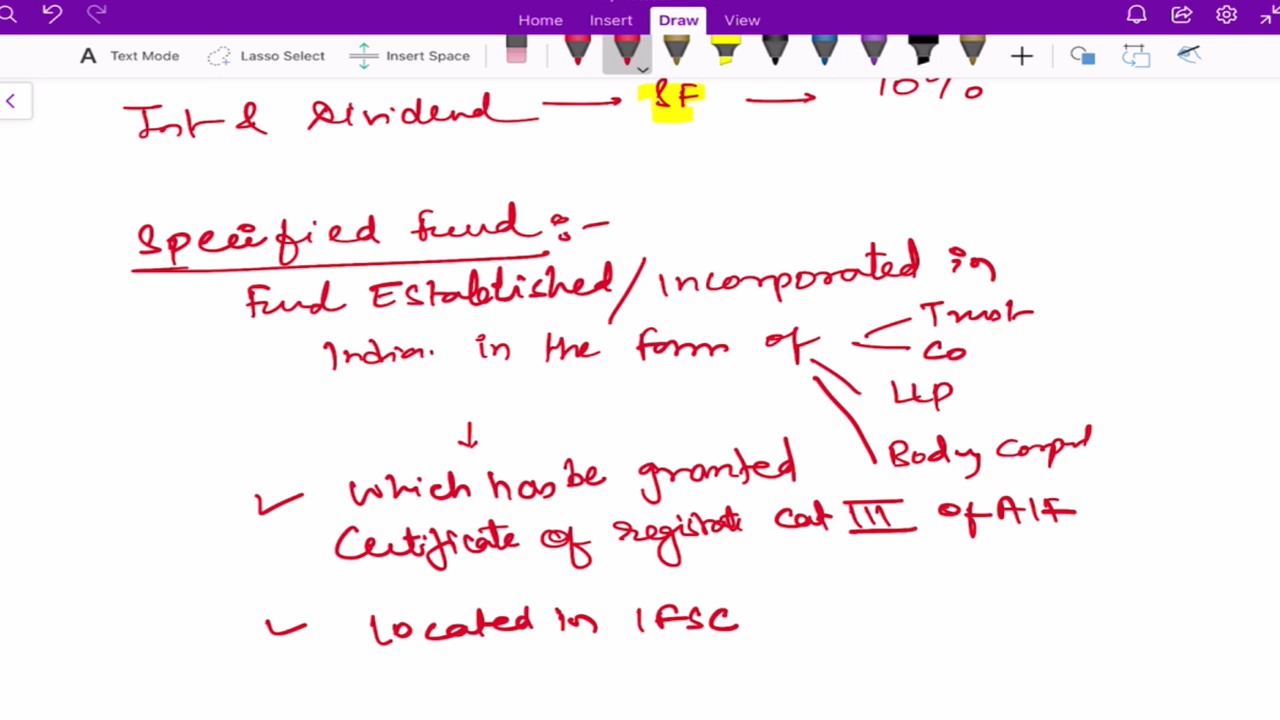 Home Insert Draw View
A Text Mode Lasso Select Insert Space
Int & Dividend → SF → 10%
Specified Fund :-
Fund Established/Incorporated in
India. in the form of
Trust
Co
LLP
Body Corpul
↓
✓ which has be granted
Certificate of registrate cat III of AIF
✓ located in IFSC